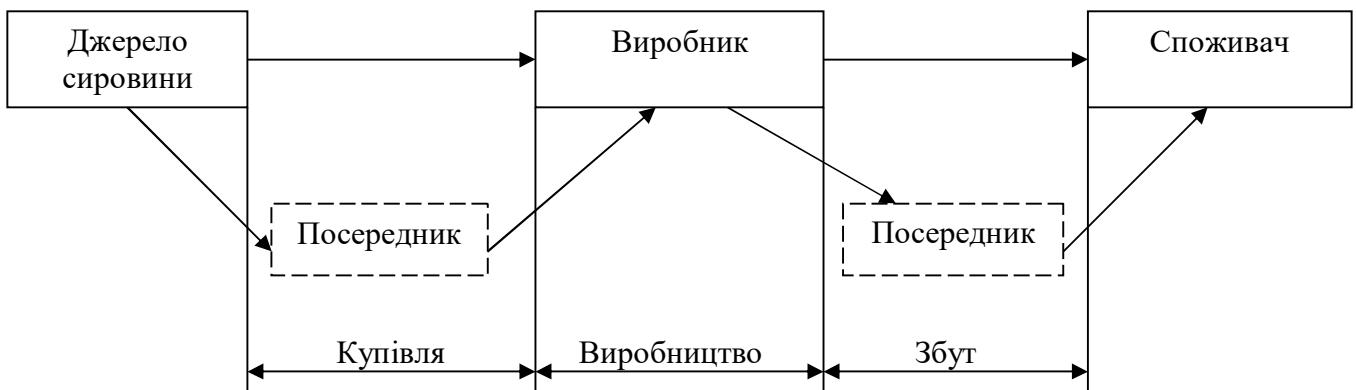 Джерело
сировини
Виробник
Споживач
Посередник
Посередник
Купівля
Виробництво
Збут